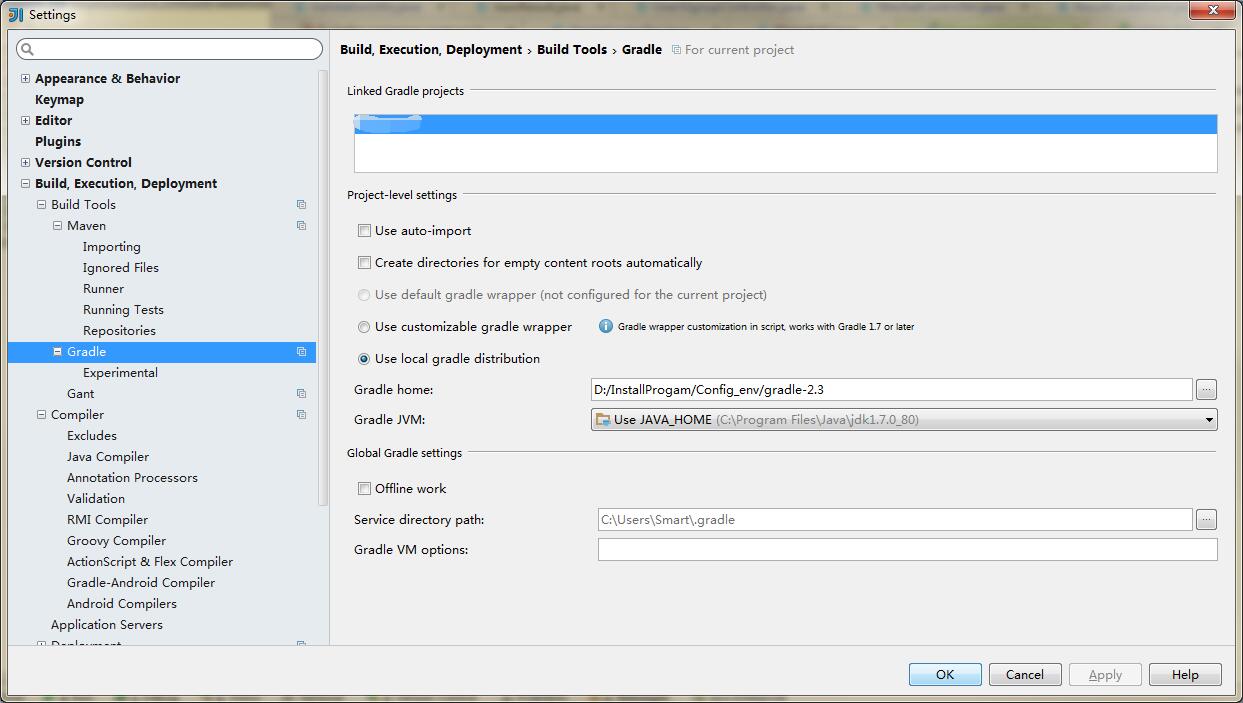 Settings
Appearance & Behavior
Keymap
Editor
Plugins
Version Control
Build, Execution, Deployment
Build Tools
Maven
Importing
Ignored Files
Runner
Running Tests
Repositories
Gradle
Experimental
Gant
Compiler
Excludes
Java Compiler
Annotation Processors
Validation
RMI Compiler
Groovy Compiler
ActionScript & Flex Compiler
Gradle-Android Compiler
Android Compilers
Application Servers
Deployment
Build, Execution, Deployment › Build Tools › Gradle For current project
Linked Gradle projects
Project-level settings
Use auto-import
Create directories for empty content roots automatically
Use default gradle wrapper (not configured for the current project)
Use customizable gradle wrapper Gradle wrapper customization in script, works with Gradle 1.7 or later
Use local gradle distribution
Gradle home: D:/InstallProgam/Config_env/gradle-2.3 ...
Gradle JVM: Use JAVA_HOME (C:\Program Files\Java\jdk1.7.0_80)
Global Gradle settings
Offline work
Service directory path: C:\Users\Smart\.gradle ...
Gradle VM options:
OK Cancel Apply Help